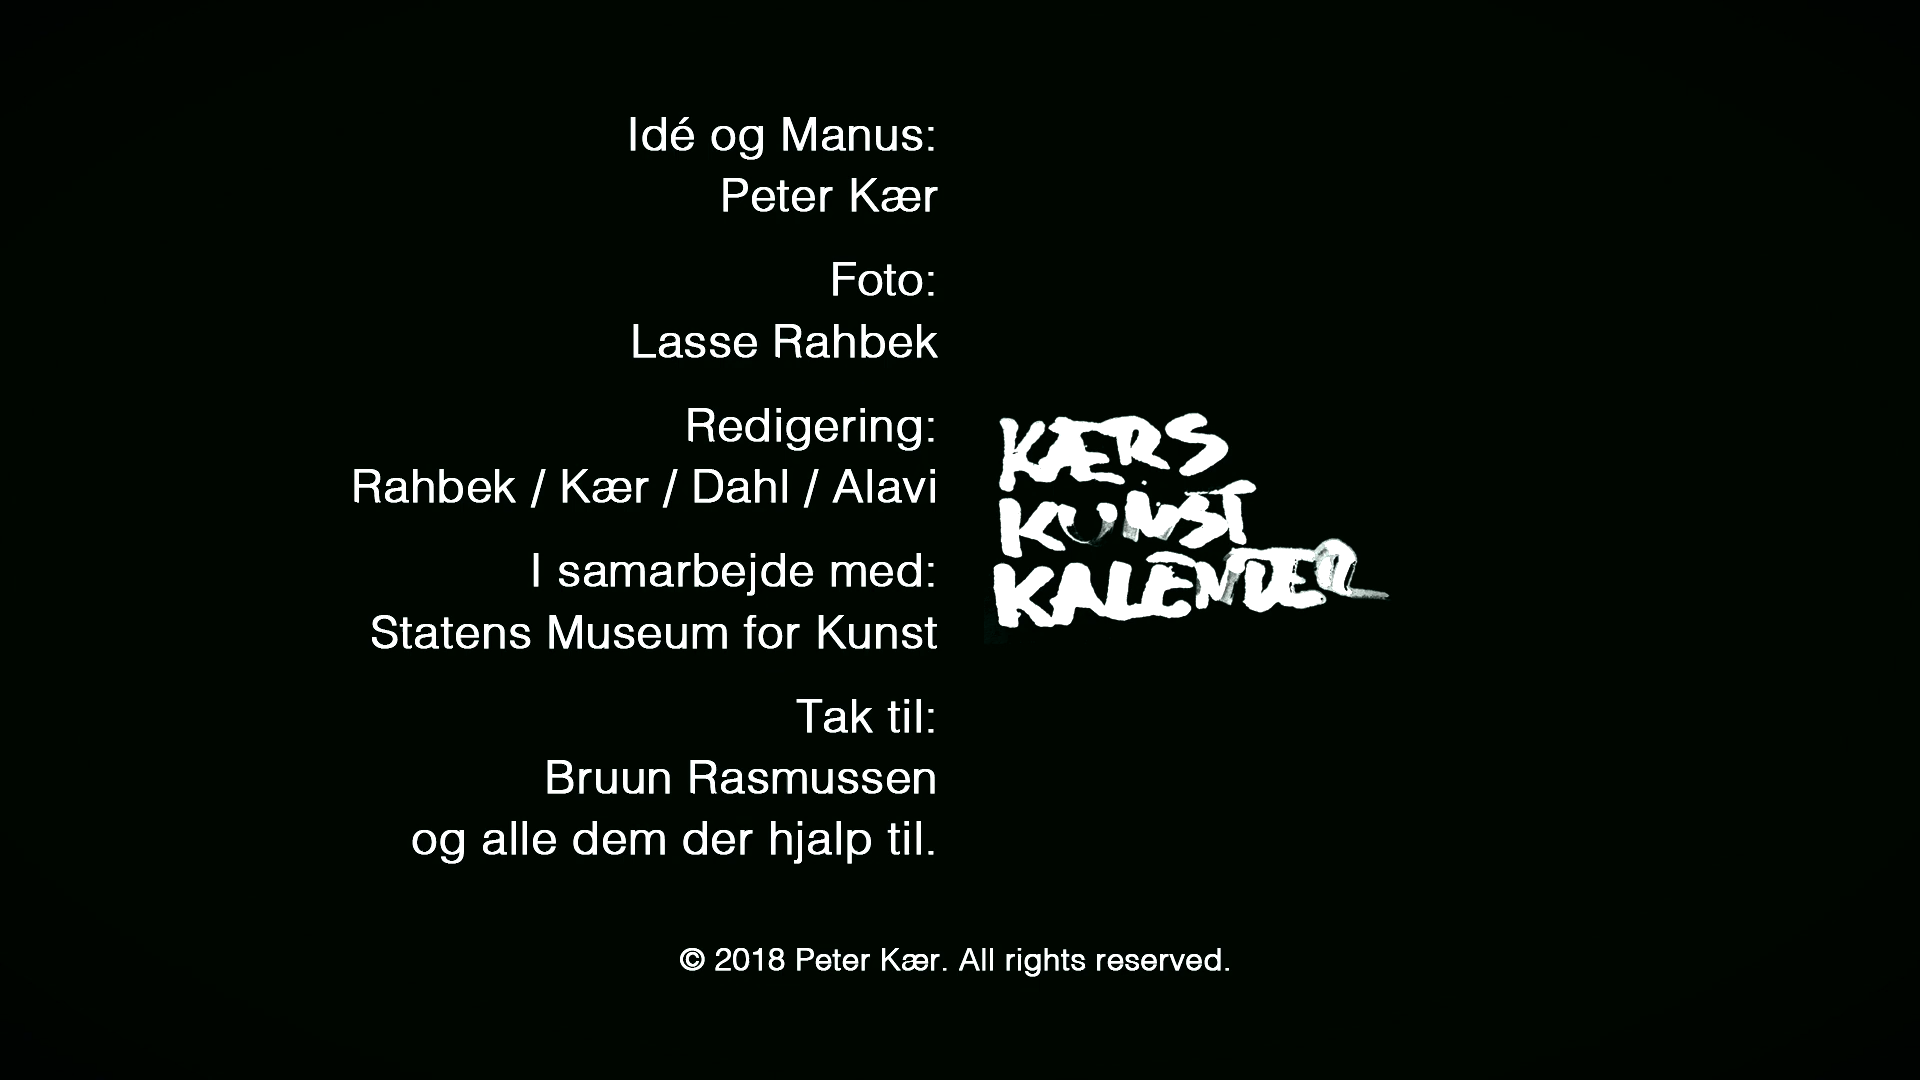 Idé og Manus:
Peter Kær
Foto:
Lasse Rahbek
Redigering:
Rahbek / Kær / Dahl / Alavi
I samarbejde med:
Statens Museum for Kunst
Tak til:
Bruun Rasmussen
og alle dem der hjalp til.
KÆRS
KUNST
KALENDER
© 2018 Peter Kær. All rights reserved.